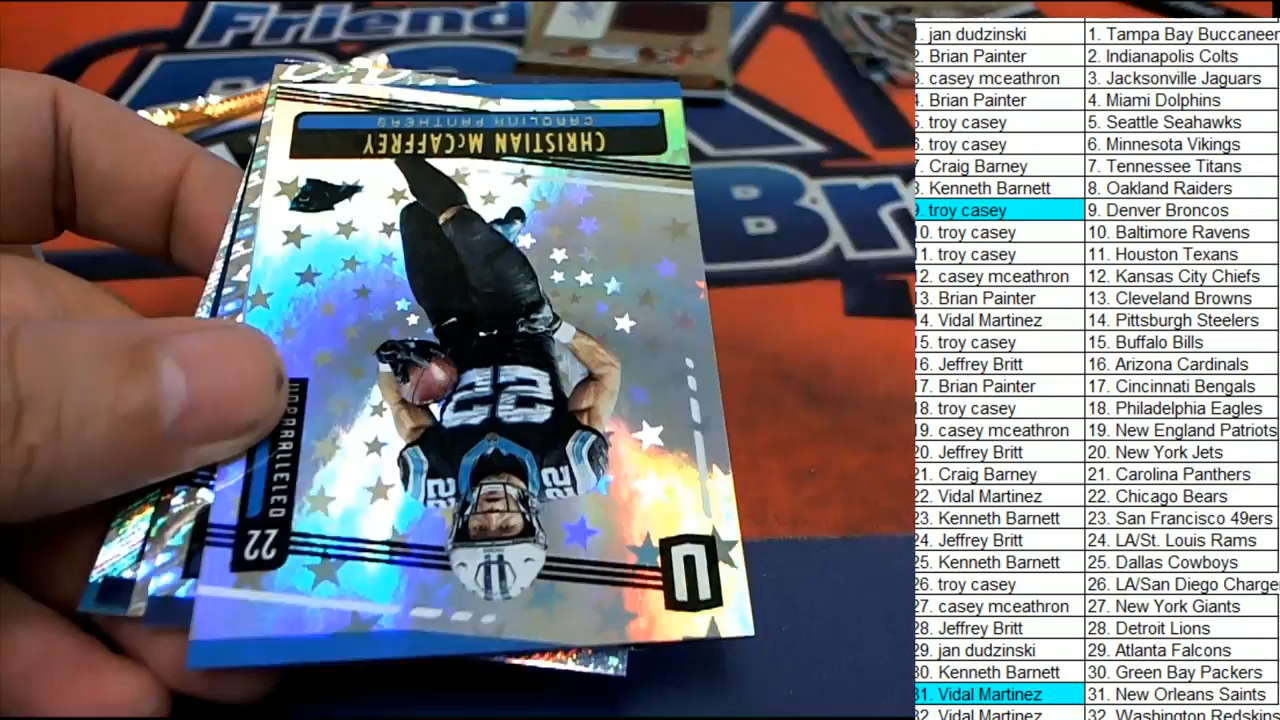 Friend
Br
CAROLINA PANTHERS
CHRISTIAN McCAFFREY
22
22
22
UNPARALLELED
22
U
1. jan dudzinski 1. Tampa Bay Buccaneer
2. Brian Painter 2. Indianapolis Colts
3. casey mceathron 3. Jacksonville Jaguars
4. Brian Painter 4. Miami Dolphins
5. troy casey 5. Seattle Seahawks
6. troy casey 6. Minnesota Vikings
7. Craig Barney 7. Tennessee Titans
8. Kenneth Barnett 8. Oakland Raiders
9. troy casey 9. Denver Broncos
10. troy casey 10. Baltimore Ravens
11. troy casey 11. Houston Texans
12. casey mceathron 12. Kansas City Chiefs
13. Brian Painter 13. Cleveland Browns
14. Vidal Martinez 14. Pittsburgh Steelers
15. troy casey 15. Buffalo Bills
16. Jeffrey Britt 16. Arizona Cardinals
17. Brian Painter 17. Cincinnati Bengals
18. troy casey 18. Philadelphia Eagles
19. casey mceathron 19. New England Patriots
20. Jeffrey Britt 20. New York Jets
21. Craig Barney 21. Carolina Panthers
22. Vidal Martinez 22. Chicago Bears
23. Kenneth Barnett 23. San Francisco 49ers
24. Jeffrey Britt 24. LA/St. Louis Rams
25. Kenneth Barnett 25. Dallas Cowboys
26. troy casey 26. LA/San Diego Charge
27. casey mceathron 27. New York Giants
28. Jeffrey Britt 28. Detroit Lions
29. jan dudzinski 29. Atlanta Falcons
30. Kenneth Barnett 30. Green Bay Packers
31. Vidal Martinez 31. New Orleans Saints
32. Vidal Martinez 32. Washington Redskins